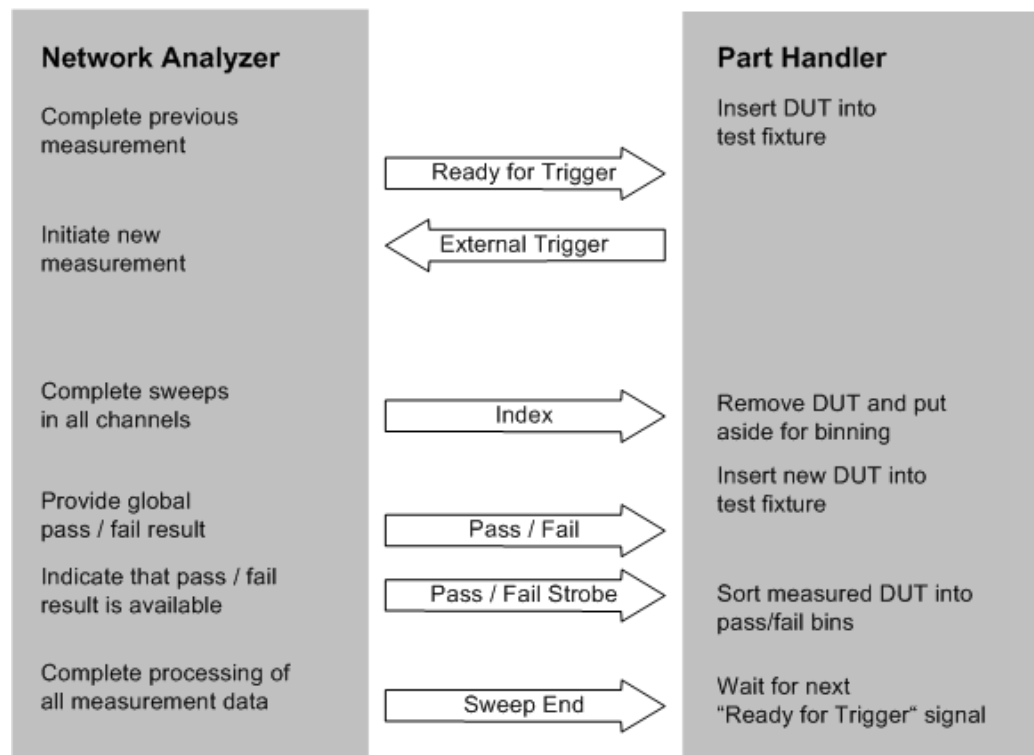 Network Analyzer
Part Handler
Complete previous
measurement
Insert DUT into
test fixture
Ready for Trigger
Initiate new
measurement
External Trigger
Complete sweeps
in all channels
Index
Remove DUT and put
aside for binning
Insert new DUT into
test fixture
Provide global
pass / fail result
Pass / Fail
Indicate that pass / fail
result is available
Pass / Fail Strobe
Sort measured DUT into
pass/fail bins
Complete processing of
all measurement data
Sweep End
Wait for next
“Ready for Trigger“ signal